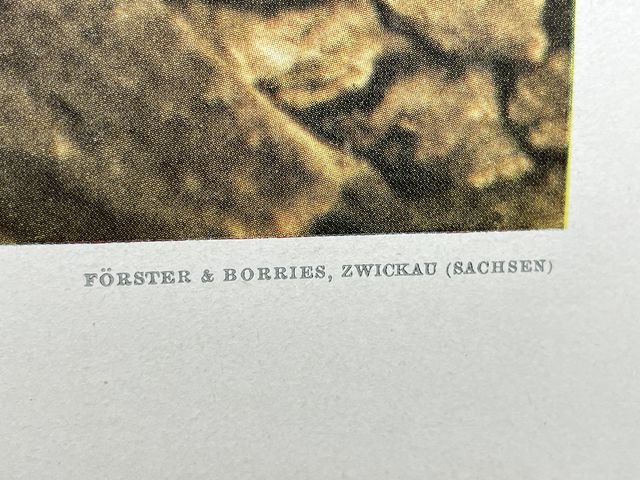 FÖRSTER & BORRIES, ZWICKAU (SACHSEN)